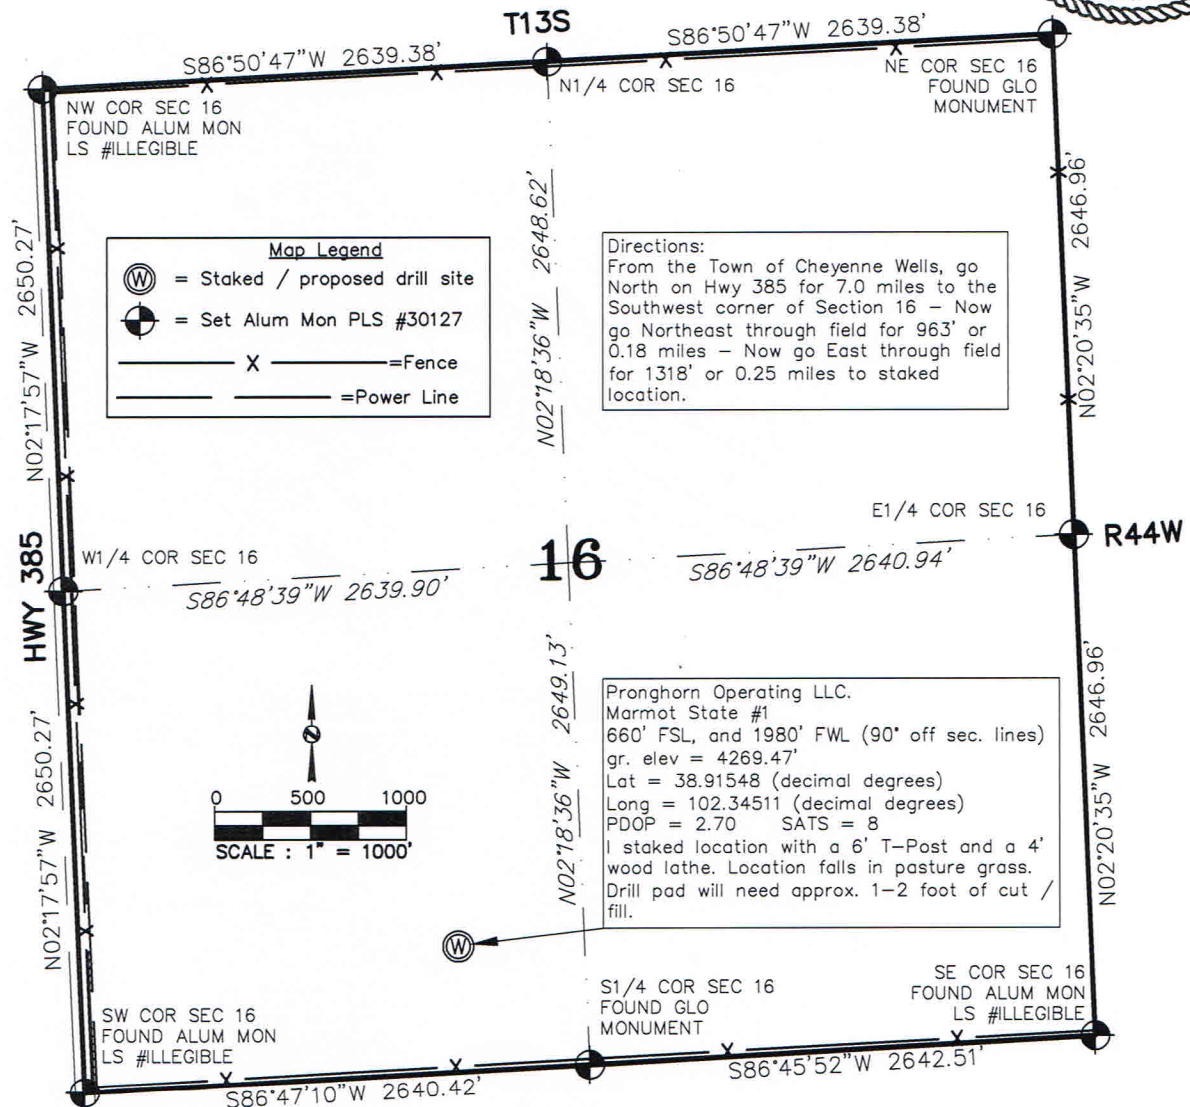 T13S
S86°50'47"W 2639.38'
S86°50'47"W 2639.38'
NW COR SEC 16
FOUND ALUM MON
LS #ILLEGIBLE
N1/4 COR SEC 16
NE COR SEC 16
FOUND GLO
MONUMENT
N02°17'57"W 2650.27'
N02°18'36"W 2648.62'
N02°20'35"W 2646.96'
Map Legend
W = Staked / proposed drill site
= Set Alum Mon PLS #30127
X =Fence
=Power Line
Directions:
From the Town of Cheyenne Wells, go
North on Hwy 385 for 7.0 miles to the
Southwest corner of Section 16 – Now
go Northeast through field for 963' or
0.18 miles – Now go East through field
for 1318' or 0.25 miles to staked
location.
HWY 385
W1/4 COR SEC 16
S86°48'39"W 2639.90'
16
E1/4 COR SEC 16
S86°48'39"W 2640.94'
R44W
N02°17'57"W 2650.27'
N
0 500 1000
SCALE : 1" = 1000'
N02°18'36"W 2649.13'
Pronghorn Operating LLC.
Marmot State #1
660' FSL, and 1980' FWL (90° off sec. lines)
gr. elev = 4269.47'
Lat = 38.91548 (decimal degrees)
Long = 102.34511 (decimal degrees)
PDOP = 2.70 SATS = 8
I staked location with a 6' T–Post and a 4'
wood lathe. Location falls in pasture grass.
Drill pad will need approx. 1–2 foot of cut /
fill.
N02°20'35"W 2646.96'
W
SW COR SEC 16
FOUND ALUM MON
LS #ILLEGIBLE
S1/4 COR SEC 16
FOUND GLO
MONUMENT
SE COR SEC 16
FOUND ALUM MON
LS #ILLEGIBLE
S86°47'10"W 2640.42'
S86°45'52"W 2642.51'